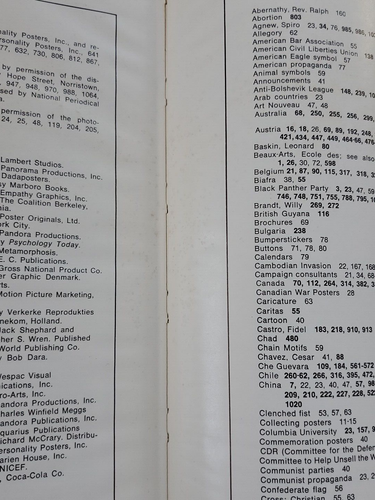 nality Posters, Inc., and re-
rsonality Posters, Inc., 641
77, 632, 730, 806, 812, 867,
by permission of the dis-
Hope Street, Norristown,
947, 948, 970, 988, 1064,
sed by National Periodical
permission of the photo-
24, 25, 48, 119, 204, 205,
Lambert Studios.
Panorama Productions, Inc.
Dadaposters.
y Marboro Books.
Empathy Graphics, Inc.
The Coalition Berkeley,
Poster Originals, Ltd.
rk City.
Pandora Productions.
Psychology Today.
Metamorphosis.
E. C. Publications.
Gross National Product Co.
er Graphic Denmark.
Motion Picture Marketing,
y Verkerke Reprodukties
nekom, Holland.
Jack Shephard and
her S. Wren. Published
World Publishing Co.
y Bob Dara.
Wespac Visual
ications, Inc.
ro-Arts, Inc.
andora Productions, Inc.
harles Winfield Meggs
andora Publications, Inc.
quarius Publications
ichard McCrary. Distribu-
Personality Posters, Inc.
arien House, Inc.
NICEF.
, Coca-Cola Co.
Abernathy, Rev. Ralph 160
Abortion 803
Agnew, Spiro 23, 34, 76, 985, 986,
Allegory 62
American Bar Association 55
American Civil Liberties Union
American Eagle symbol 57
American propaganda 77
Animal symbols 59
Announcements 41
Anti-Bolshevik League 148, 239,
Arab countries 23
Art Nouveau 47, 48
Australia 68, 250, 255, 256, 299,
Austria 16, 18, 26, 69, 89, 192, 248,
421, 434, 447, 449, 464-66, 476
Baskin, Leonard 80
Beaux-Arts, Ecole des; see also
1, 26, 30, 72, 598
Belgium 21, 87, 90, 115, 317, 318,
Biafra 38, 55
Black Panther Party 3, 23, 47, 59,
746, 748, 751, 755, 788, 795,
Brandt, Willy 269, 272
British Guyana 116
Brochures 69
Bulgaria 238
Bumperstickers 78
Buttons 71, 78, 80
Calendars 79
Cambodian Invasion 22, 167, 168
Campaign consultants 21, 34, 68
Canada 70, 112, 264, 314, 382,
Canadian War Posters 28
Caricature 63
Caritas 55
Cartoon 40
Castro, Fidel 183, 218, 910, 913
Chad 480
Chain Motifs 59
Chavez, Cesar 41, 88
Che Guevara 109, 184, 561-572
Chile 260-62, 266, 316, 395, 472,
China 7, 22, 23, 40, 47, 57,
209, 210, 222, 227, 228,
1020
Clenched fist 53, 57, 63
Collecting posters 11-15
Columbia University 23, 157,
Commemoration posters 40
CDR (Committee for the Defen
Committee to Help Unsell the W
Communist parties 40
Communist propaganda 23,
Confederate flag 56
Cross: Christian 55, 63